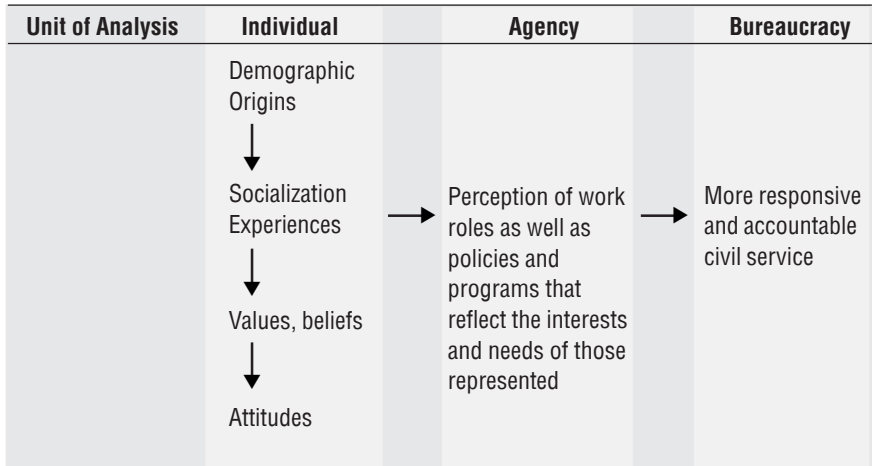 Unit of Analysis Individual Agency Bureaucracy
Demographic
Origins
Socialization
Experiences
Values, beliefs
Attitudes
Perception of work
roles as well as
policies and
programs that
reflect the interests
and needs of those
represented
More responsive
and accountable
civil service